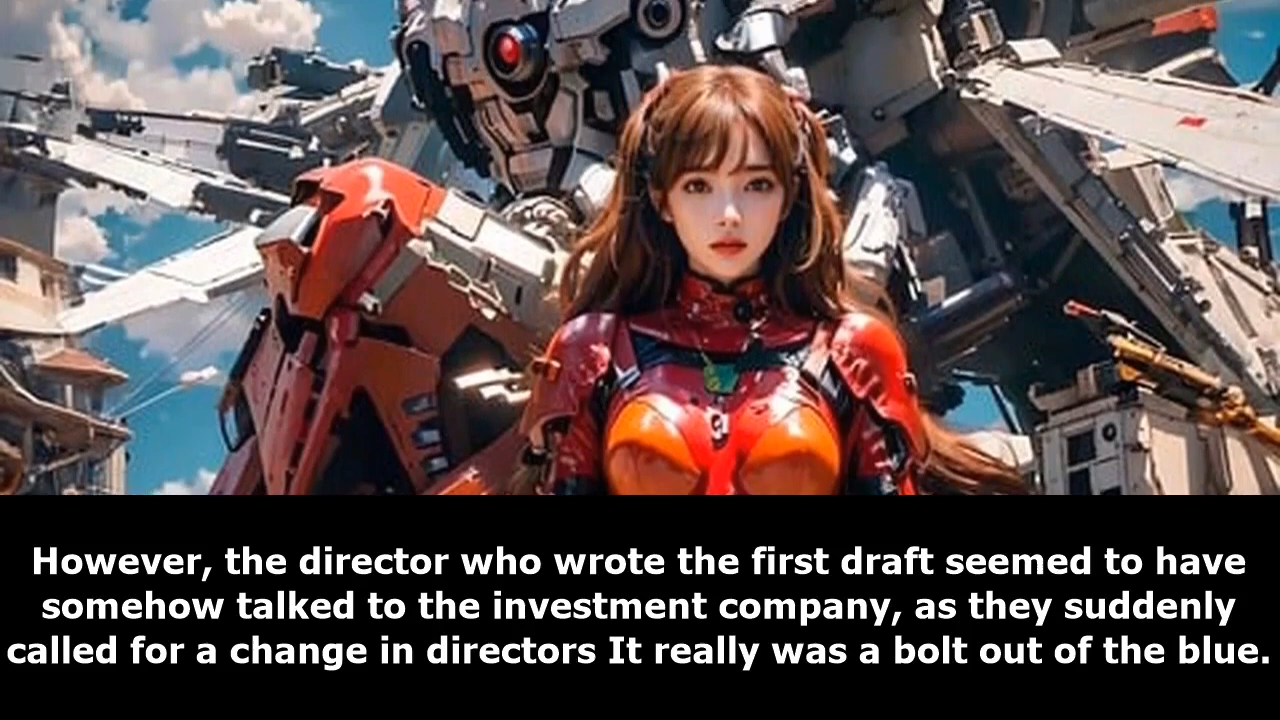 However, the director who wrote the first draft seemed to have
somehow talked to the investment company, as they suddenly
called for a change in directors It really was a bolt out of the blue.